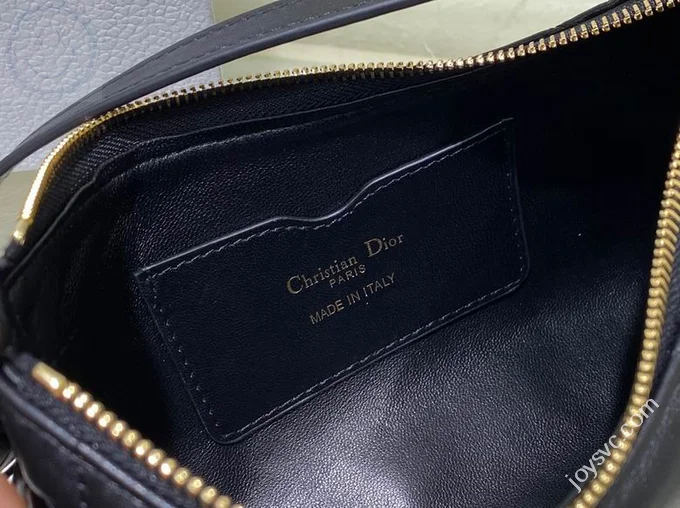 Christian Dior
PARIS
MADE IN ITALY
joysvc.com